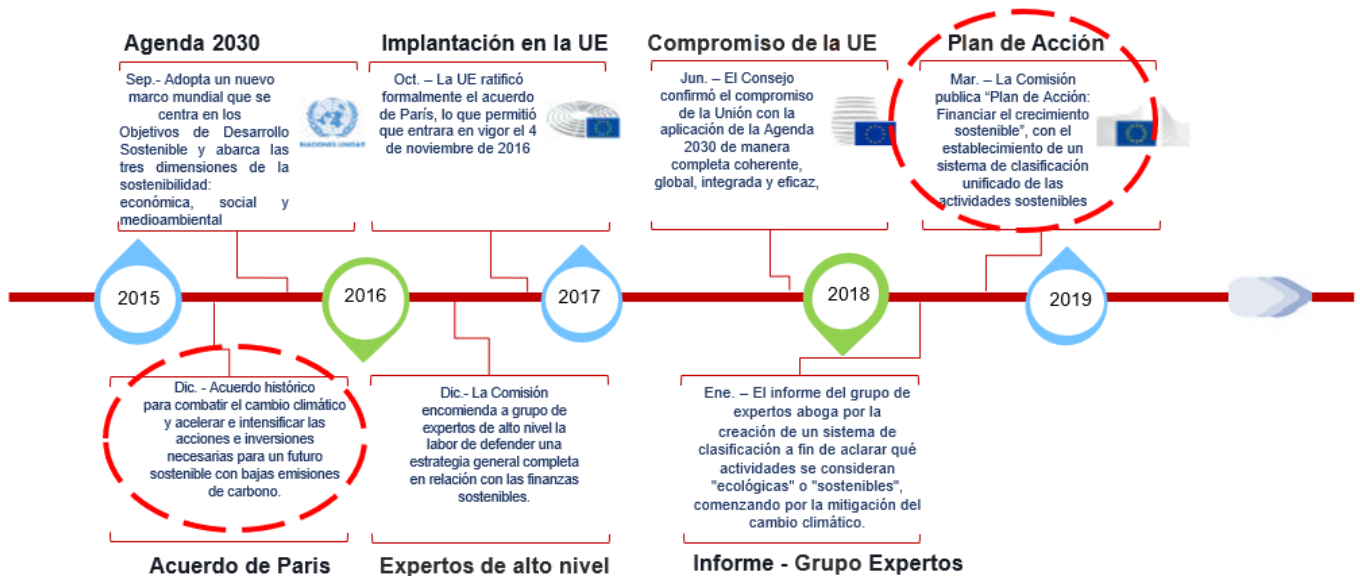 Agenda 2030
Sep.- Adopta un nuevo
marco mundial que se
centra en los
Objetivos de Desarrollo
Sostenible y abarca las
tres dimensiones de la
sostenibilidad:
económica, social y
medioambiental
NACIONES UNIDAS
Implantación en la UE
Oct. – La UE ratificó
formalmente el acuerdo
de París, lo que permitió
que entrara en vigor el 4
de noviembre de 2016
Compromiso de la UE
Jun. – El Consejo
confirmó el compromiso
de la Unión con la
aplicación de la Agenda
2030 de manera
completa coherente,
global, integrada y eficaz,
Plan de Acción
Mar. – La Comisión
publica “Plan de Acción:
Financiar el crecimiento
sostenible”, con el
establecimiento de un
sistema de clasificación
unificado de las
actividades sostenibles
2015
2016
2017
2018
2019
Dic. - Acuerdo histórico
para combatir el cambio climático
y acelerar e intensificar las
acciones e inversiones
necesarias para un futuro
sostenible con bajas emisiones
de carbono.
Acuerdo de Paris
Dic.- La Comisión
encomienda a grupo de
expertos de alto nivel la
labor de defender una
estrategia general completa
en relación con las finanzas
sostenibles.
Expertos de alto nivel
Ene. – El informe del grupo de
expertos aboga por la
creación de un sistema de
clasificación a fin de aclarar qué
actividades se consideran
"ecológicas" o "sostenibles",
comenzando por la mitigación del
cambio climático.
Informe - Grupo Expertos